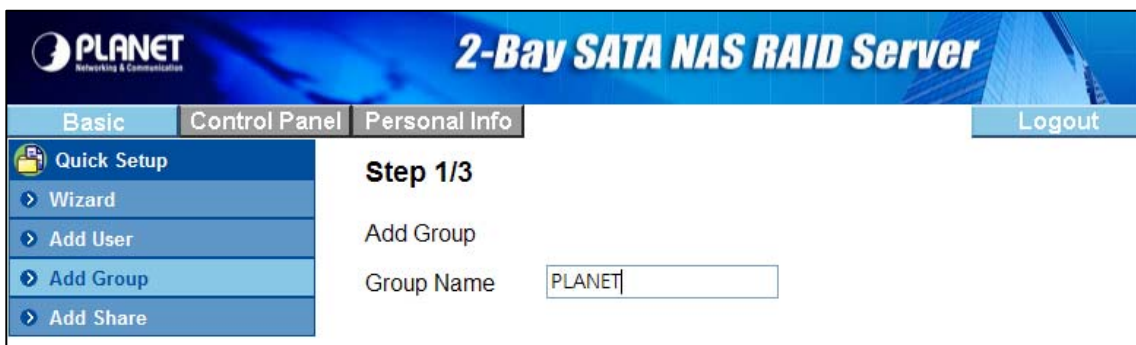 PLANET
Networking & Communication
2-Bay SATA NAS RAID Server
Basic Control Panel Personal Info Logout
Quick Setup
Wizard
Add User
Add Group
Add Share
Step 1/3
Add Group
Group Name PLANET